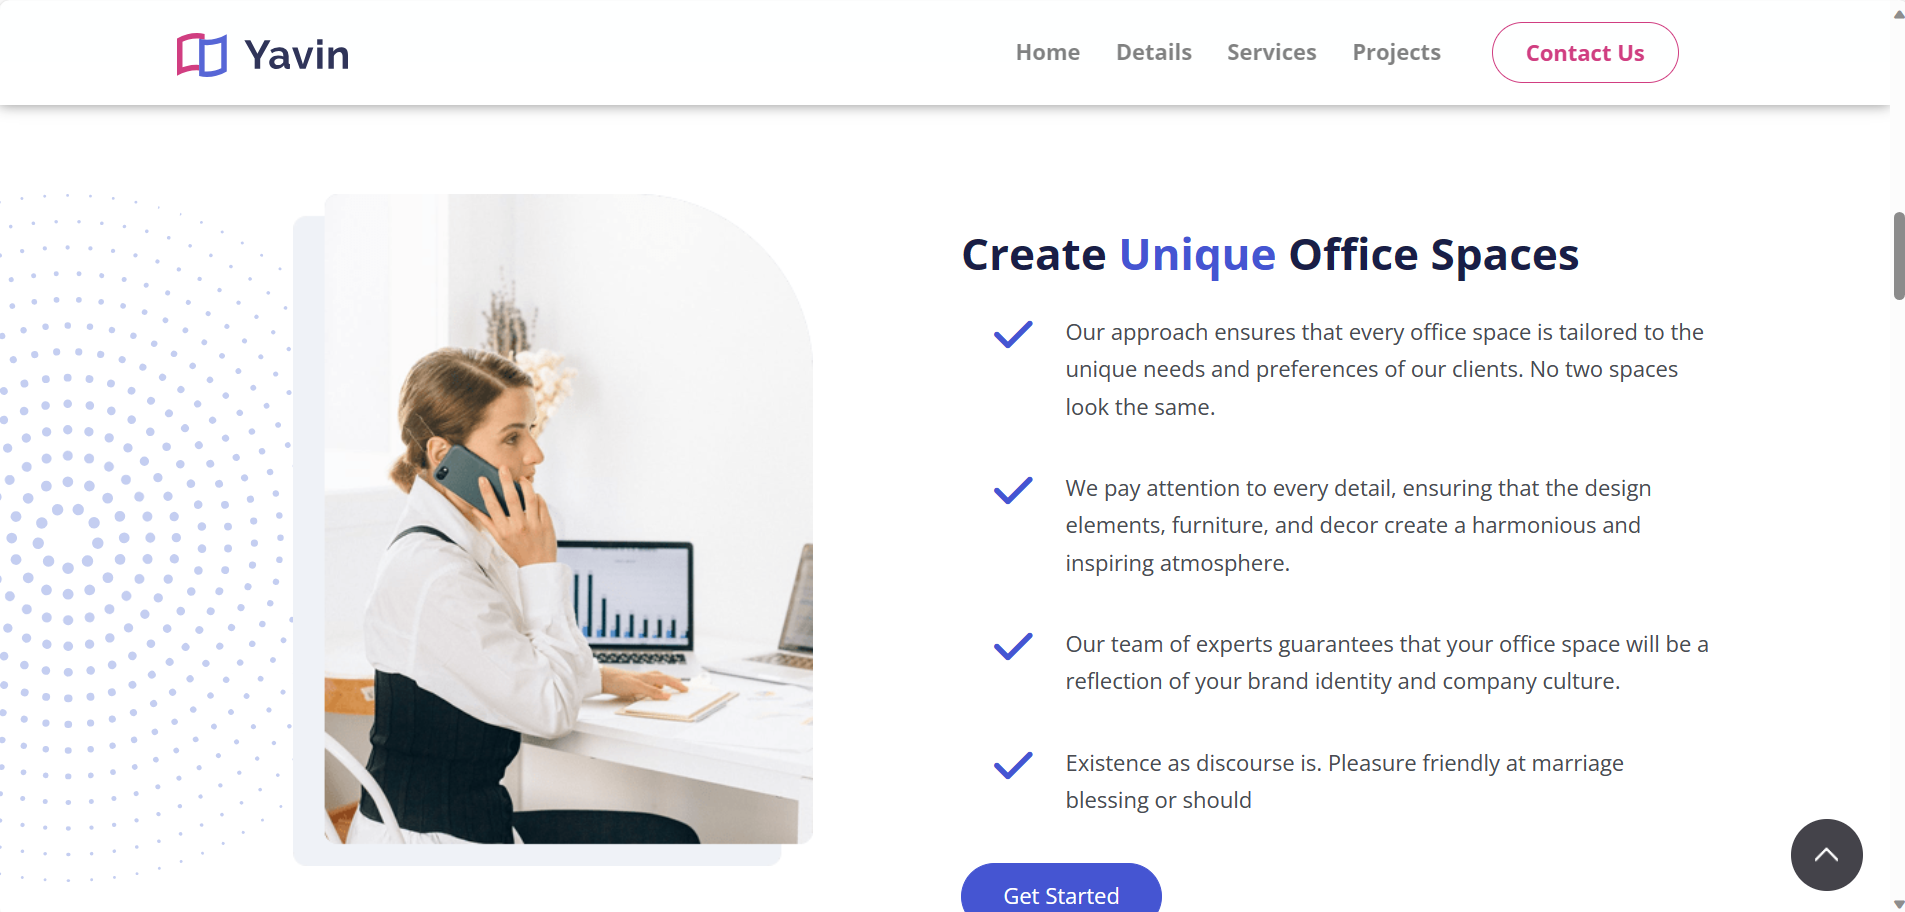 Yavin
Home
Details
Services
Projects
Contact Us
Create Unique Office Spaces
Our approach ensures that every office space is tailored to the
unique needs and preferences of our clients. No two spaces
look the same.
We pay attention to every detail, ensuring that the design
elements, furniture, and decor create a harmonious and
inspiring atmosphere.
Our team of experts guarantees that your office space will be a
reflection of your brand identity and company culture.
Existence as discourse is. Pleasure friendly at marriage
blessing or should
Get Started